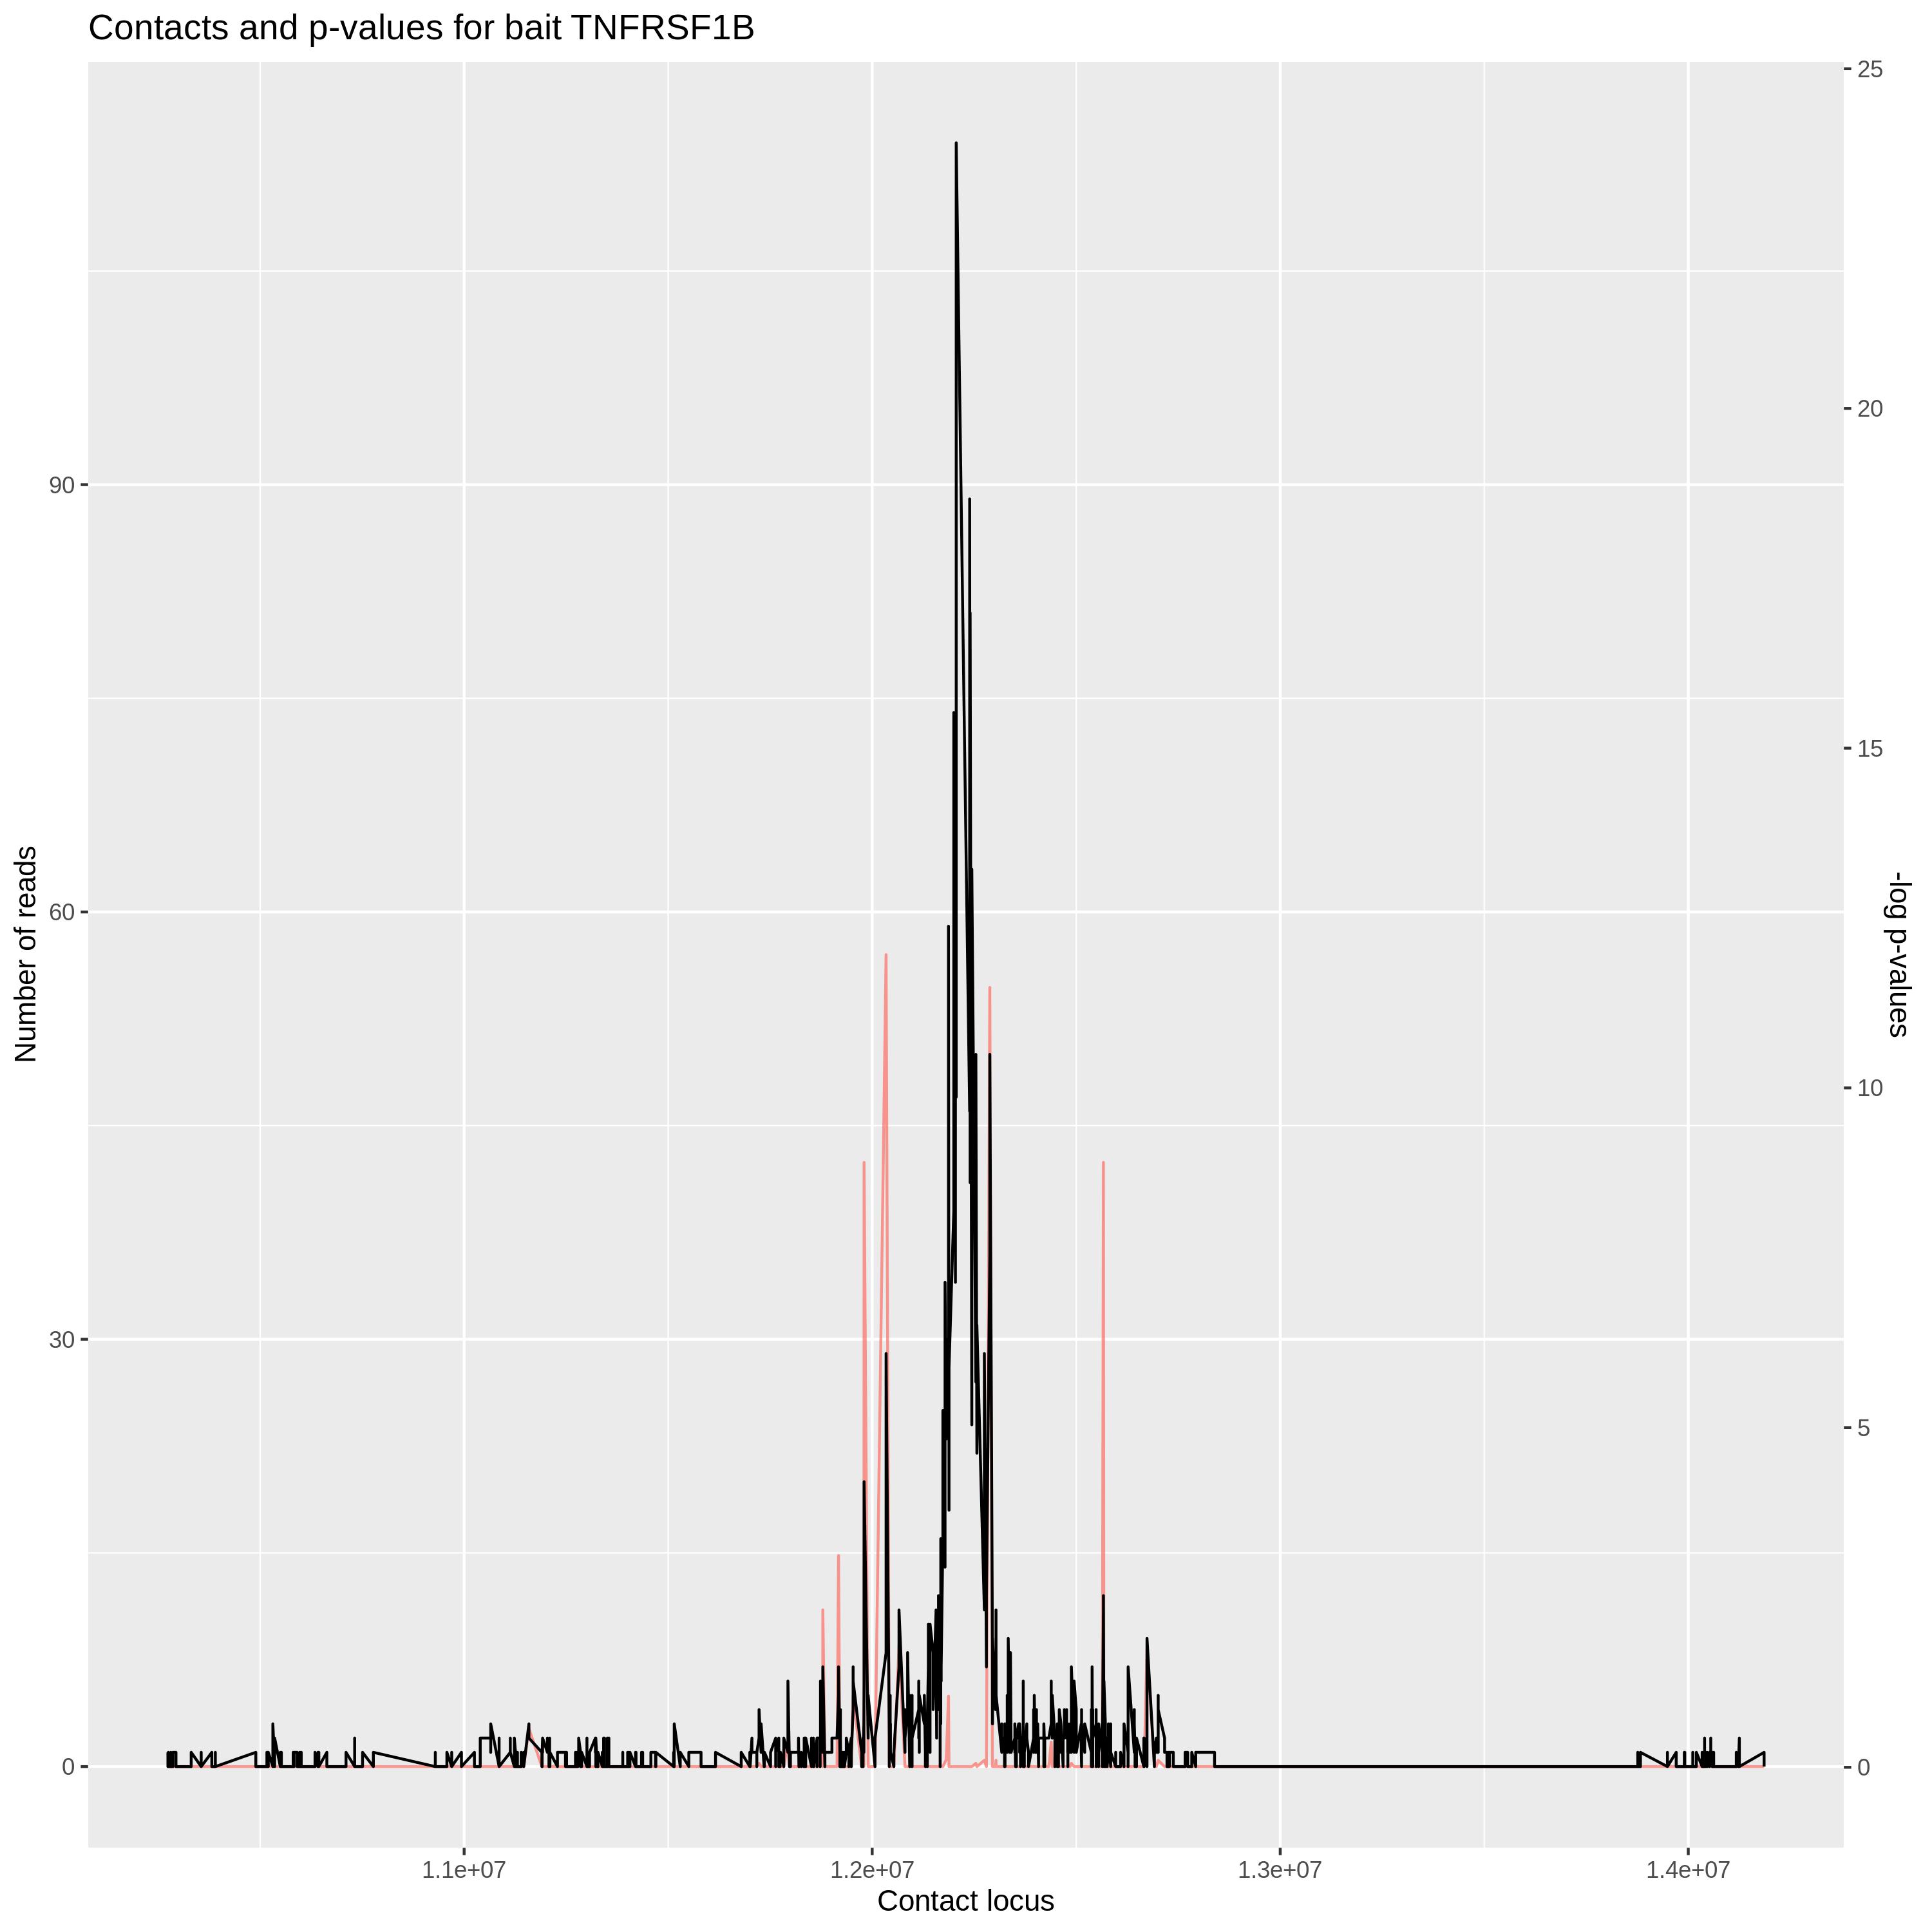 Contacts and p-values for bait TNFRSF1B
25
20
90
15
60
Number of reads
-log p-values
10
30
5
0
0
1.1e+07
1.2e+07
1.3e+07
1.4e+07
Contact locus